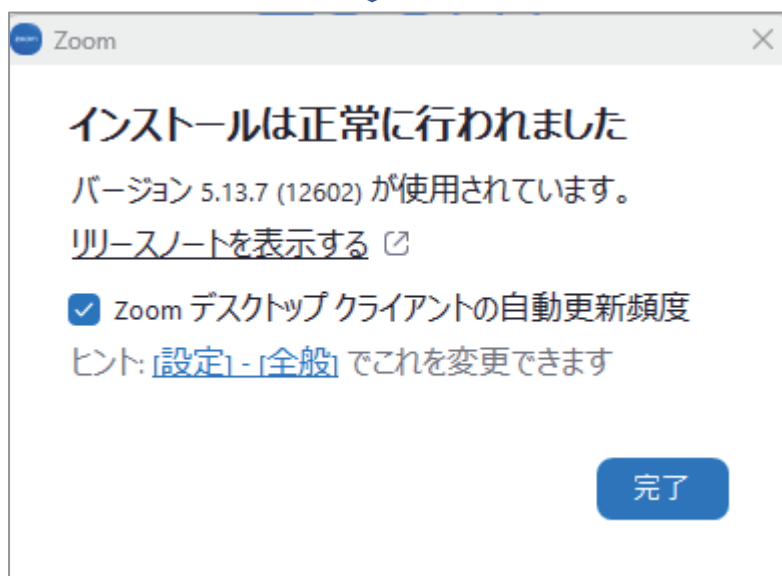 zoom Zoom
インストールは正常に行われました
バージョン 5.13.7 (12602) が使用されています。
リリースノートを表示する
Zoom デスクトップ クライアントの自動更新頻度
ヒント: [設定] - [全般] でこれを変更できます
完了